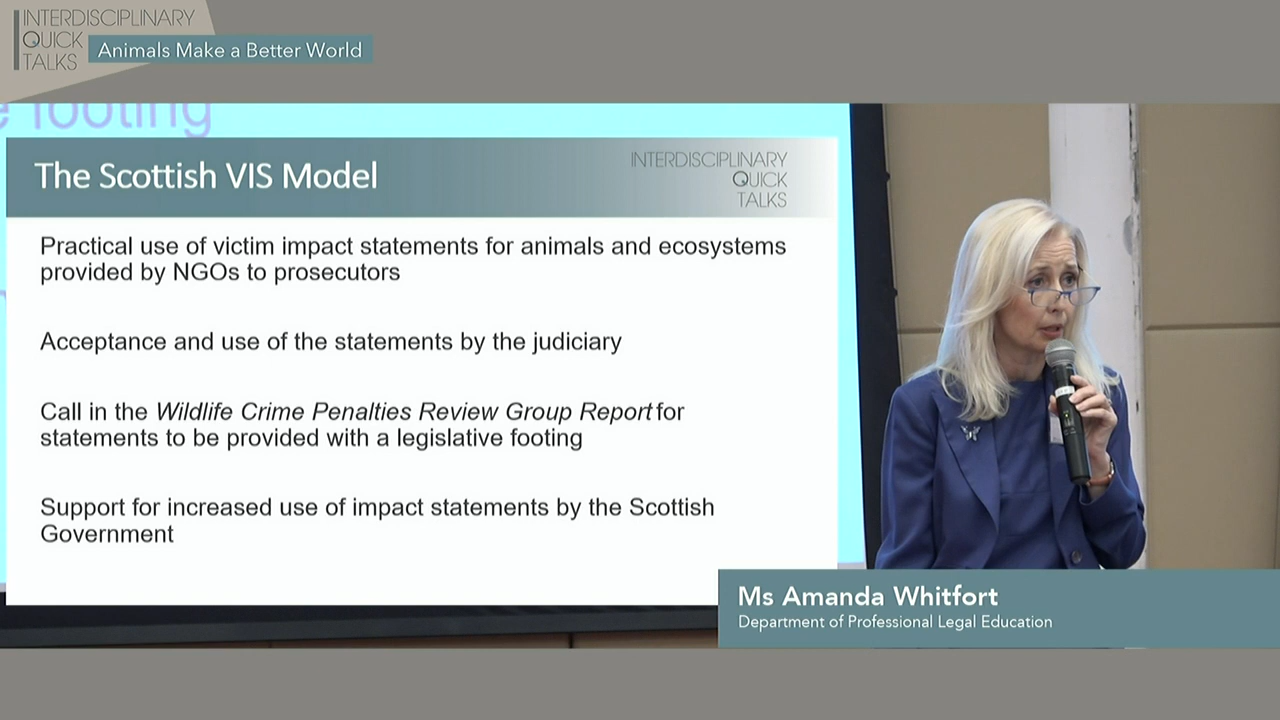 INTERDISCIPLINARY
QUICK
TALKS
Animals Make a Better World
footing
The Scottish VIS Model
INTERDISCIPLINARY
QUICK
TALKS
Practical use of victim impact statements for animals and ecosystems
provided by NGOs to prosecutors
Acceptance and use of the statements by the judiciary
Call in the Wildlife Crime Penalties Review Group Report for
statements to be provided with a legislative footing
Support for increased use of impact statements by the Scottish
Government
Ms Amanda Whitfort
Department of Professional Legal Education